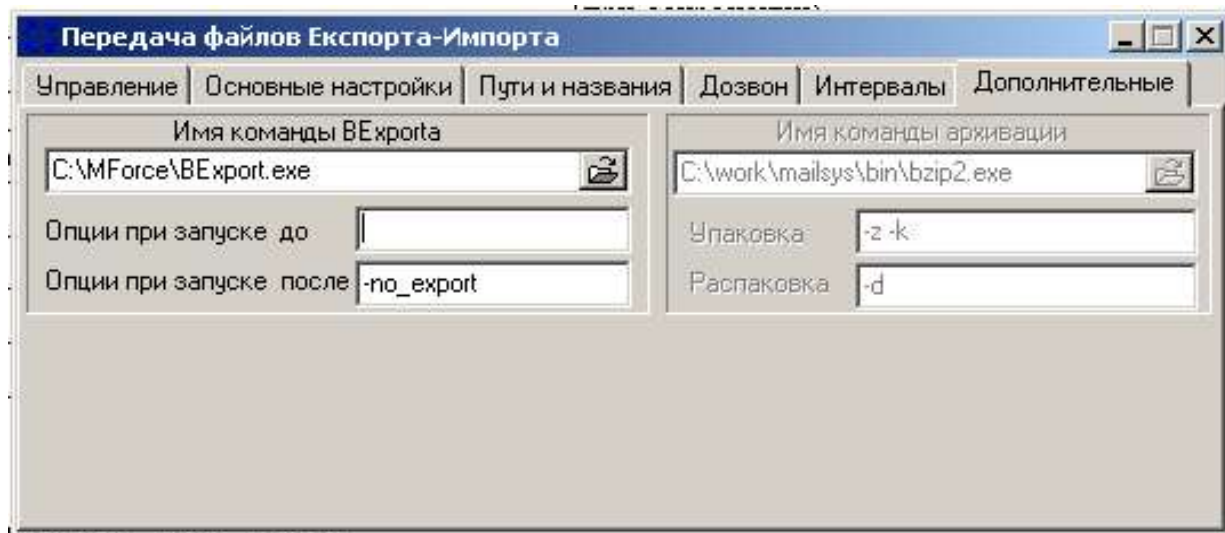 Передача файлов Експорта-Импорта
Управление Основные настройки Пути и названия Дозвон Интервалы Дополнительные
Имя команды BExporta
C:\MForce\BExport.exe
Опции при запуске до
Опции при запуске после -no_export
Имя команды архивации
C:\work\mailsys\bin\bzip2.exe
Упаковка -z -k
Распаковка -d